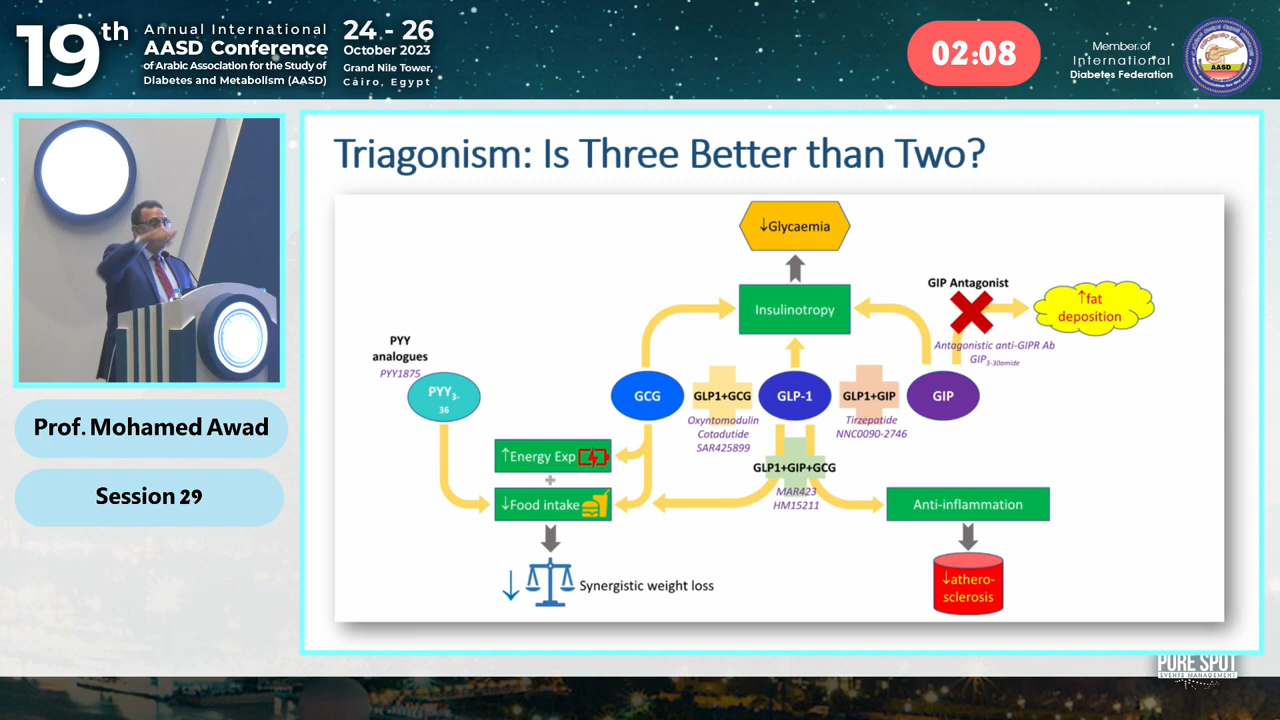 19th
Annual International
AASD Conference
of Arabic Association for the Study of
Diabetes and Metabolism (AASD)
24 - 26
October 2023
Grand Nile Tower,
Cairo, Egypt
02:08
Member of
International
Diabetes Federation
AASD
Triagonism: Is Three Better than Two?
↓Glycaemia
Insulinotropy
GIP Antagonist
↑fat
deposition
Antagonistic anti-GIPR Ab
GIP3-30amide
PYY
analogues
PYY1875
PYY3-
36
GCG
GLP1+GCG
GLP-1
GLP1+GIP
GIP
Oxyntomodulin
Cotadutide
SAR425899
Tirzepatide
NNC0090-2746
↑Energy Exp
+
↓Food intake
GLP1+GIP+GCG
MAR423
HM15211
Anti-inflammation
↓athero-
sclerosis
↓
Synergistic weight loss
Prof. Mohamed Awad
Session 29
PURE SPOT
EVENTS MANAGEMENT